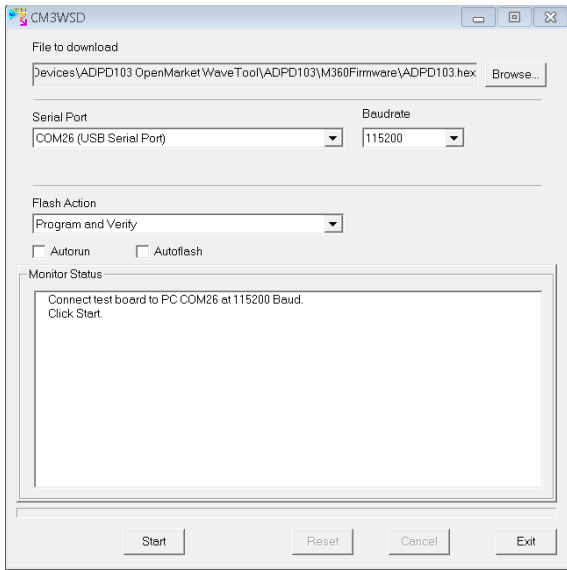 CM3WSD
File to download
Devices\ADPD103 OpenMarket WaveTool\ADPD103\M360Firmware\ADPD103.hex
Browse...
Serial Port
Baudrate
COM26 (USB Serial Port)
115200
Flash Action
Program and Verify
Autorun
Autoflash
Monitor Status
Connect test board to PC COM26 at 115200 Baud.
Click Start.
Start
Reset
Cancel
Exit